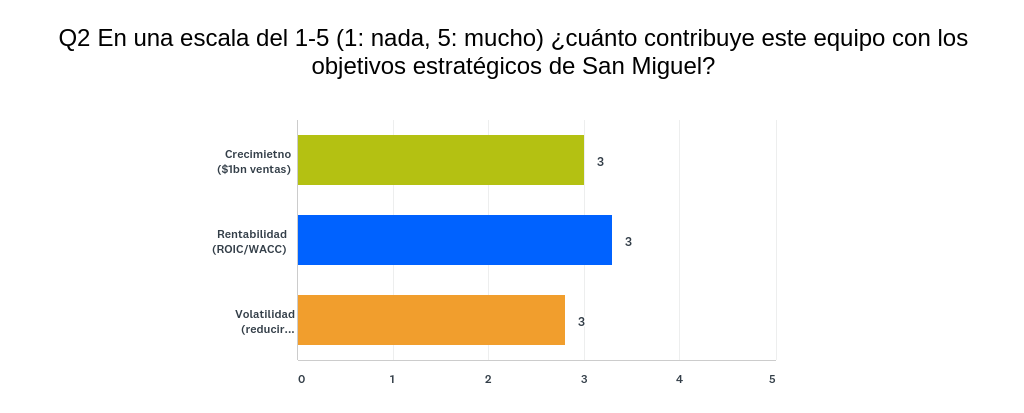 Q2 En una escala del 1-5 (1: nada, 5: mucho) ¿cuánto contribuye este equipo con los
objetivos estratégicos de San Miguel?
Crecimietno
($1bn ventas)
3
Rentabilidad
(ROIC/WACC)
3
Volatilidad
(reducir...
3
0 1 2 3 4 5